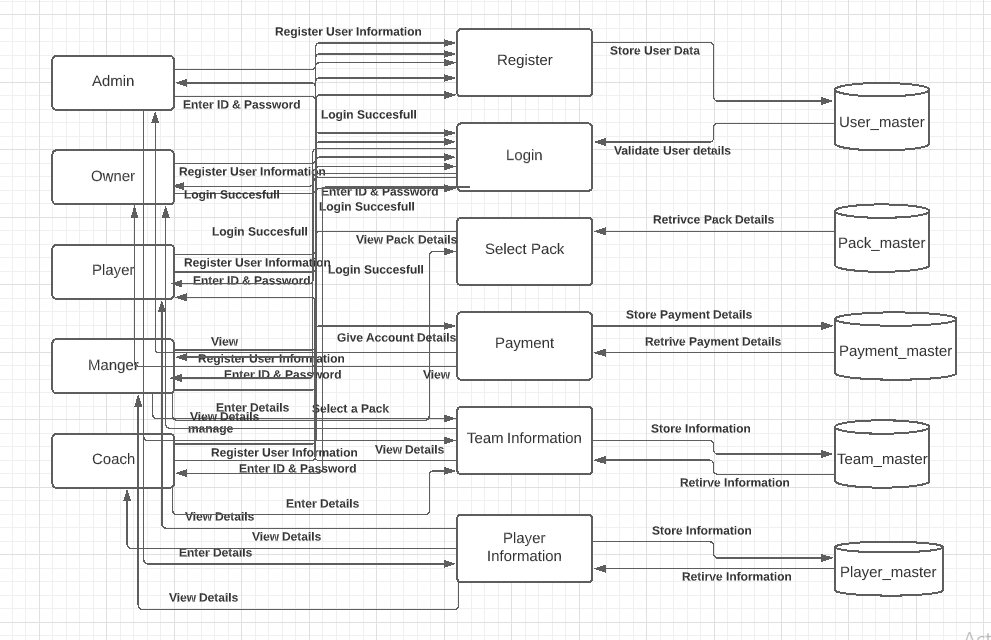 Register User Information
Register
Store User Data
Admin
Enter ID & Password
Login Succesfull
User_master
Login
Validate User details
Owner
Register User Information
Login Succesfull
Enter ID & Password
Login Succesfull
Retrivce Pack Details
Login Succesfull
View Pack Details
Select Pack
Pack_master
Player
Register User Information
Login Succesfull
Enter ID & Password
Store Payment Details
Give Account Details
Payment
Retrive Payment Details
Payment_master
View
Manger
Register User Information
Enter ID & Password
View
Enter Details
Select a Pack
View Details
manage
Store Information
Team Information
Coach
View Details
Register User Information
Team_master
Enter ID & Password
Retirve Information
Enter Details
View Details
Store Information
View Details
Player
Information
Enter Details
Player_master
Retirve Information
View Details
Act